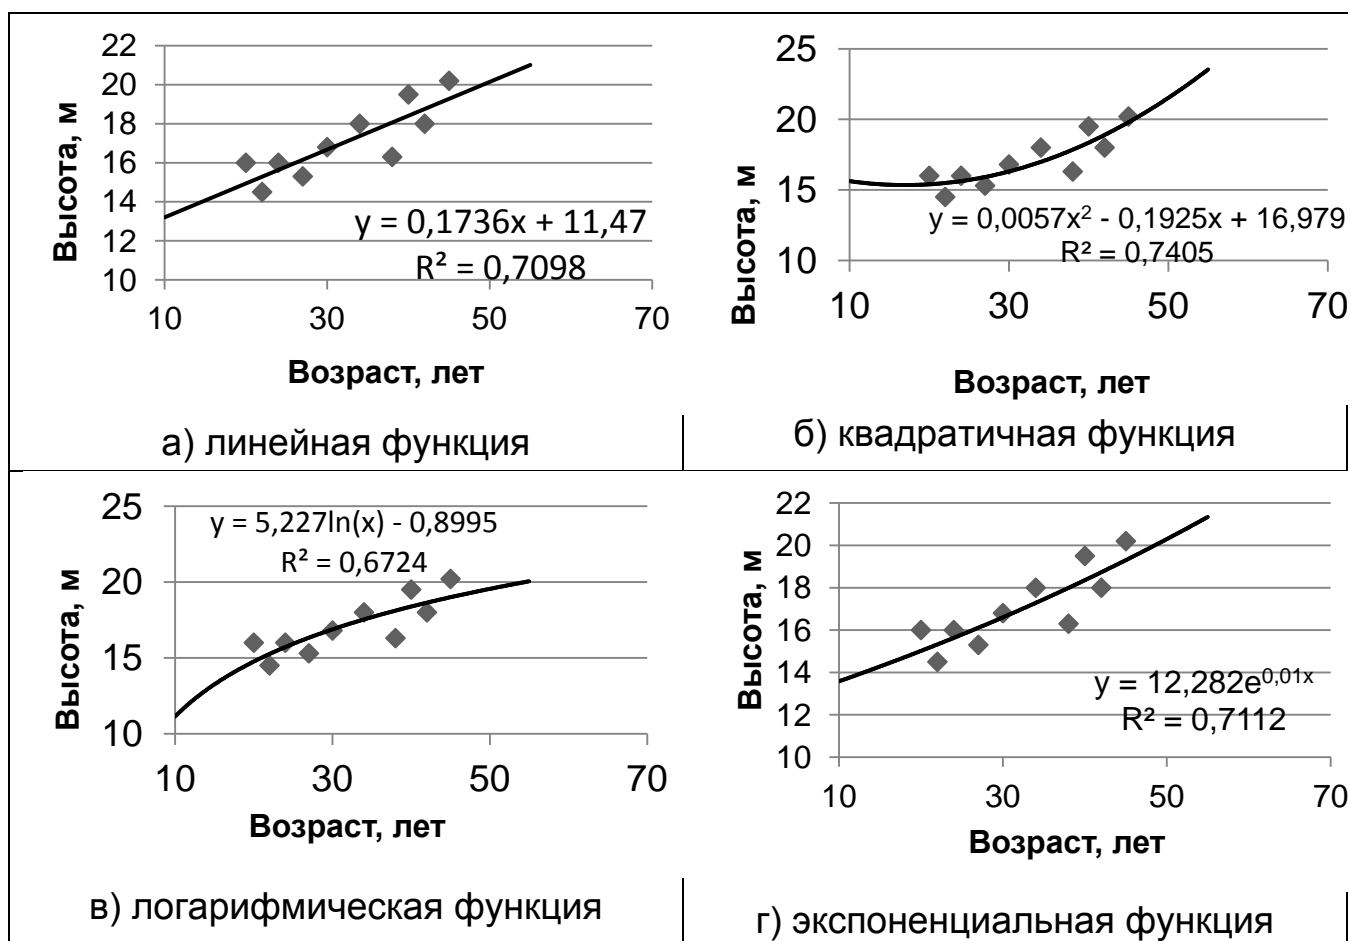 22
20
18
16
14
12
10
10
30
50
70
Высота, м
y = 0,1736x + 11,47
R² = 0,7098
Возраст, лет
а) линейная функция
25
20
15
10
10
30
50
70
Высота, м
y = 0,0057x² - 0,1925x + 16,979
R² = 0,7405
Возраст, лет
б) квадратичная функция
25
20
15
10
10
30
50
70
Высота, м
y = 5,227ln(x) - 0,8995
R² = 0,6724
Возраст, лет
в) логарифмическая функция
22
20
18
16
14
12
10
10
30
50
70
Высота, м
y = 12,282e^0,01x
R² = 0,7112
Возраст, лет
г) экспоненциальная функция